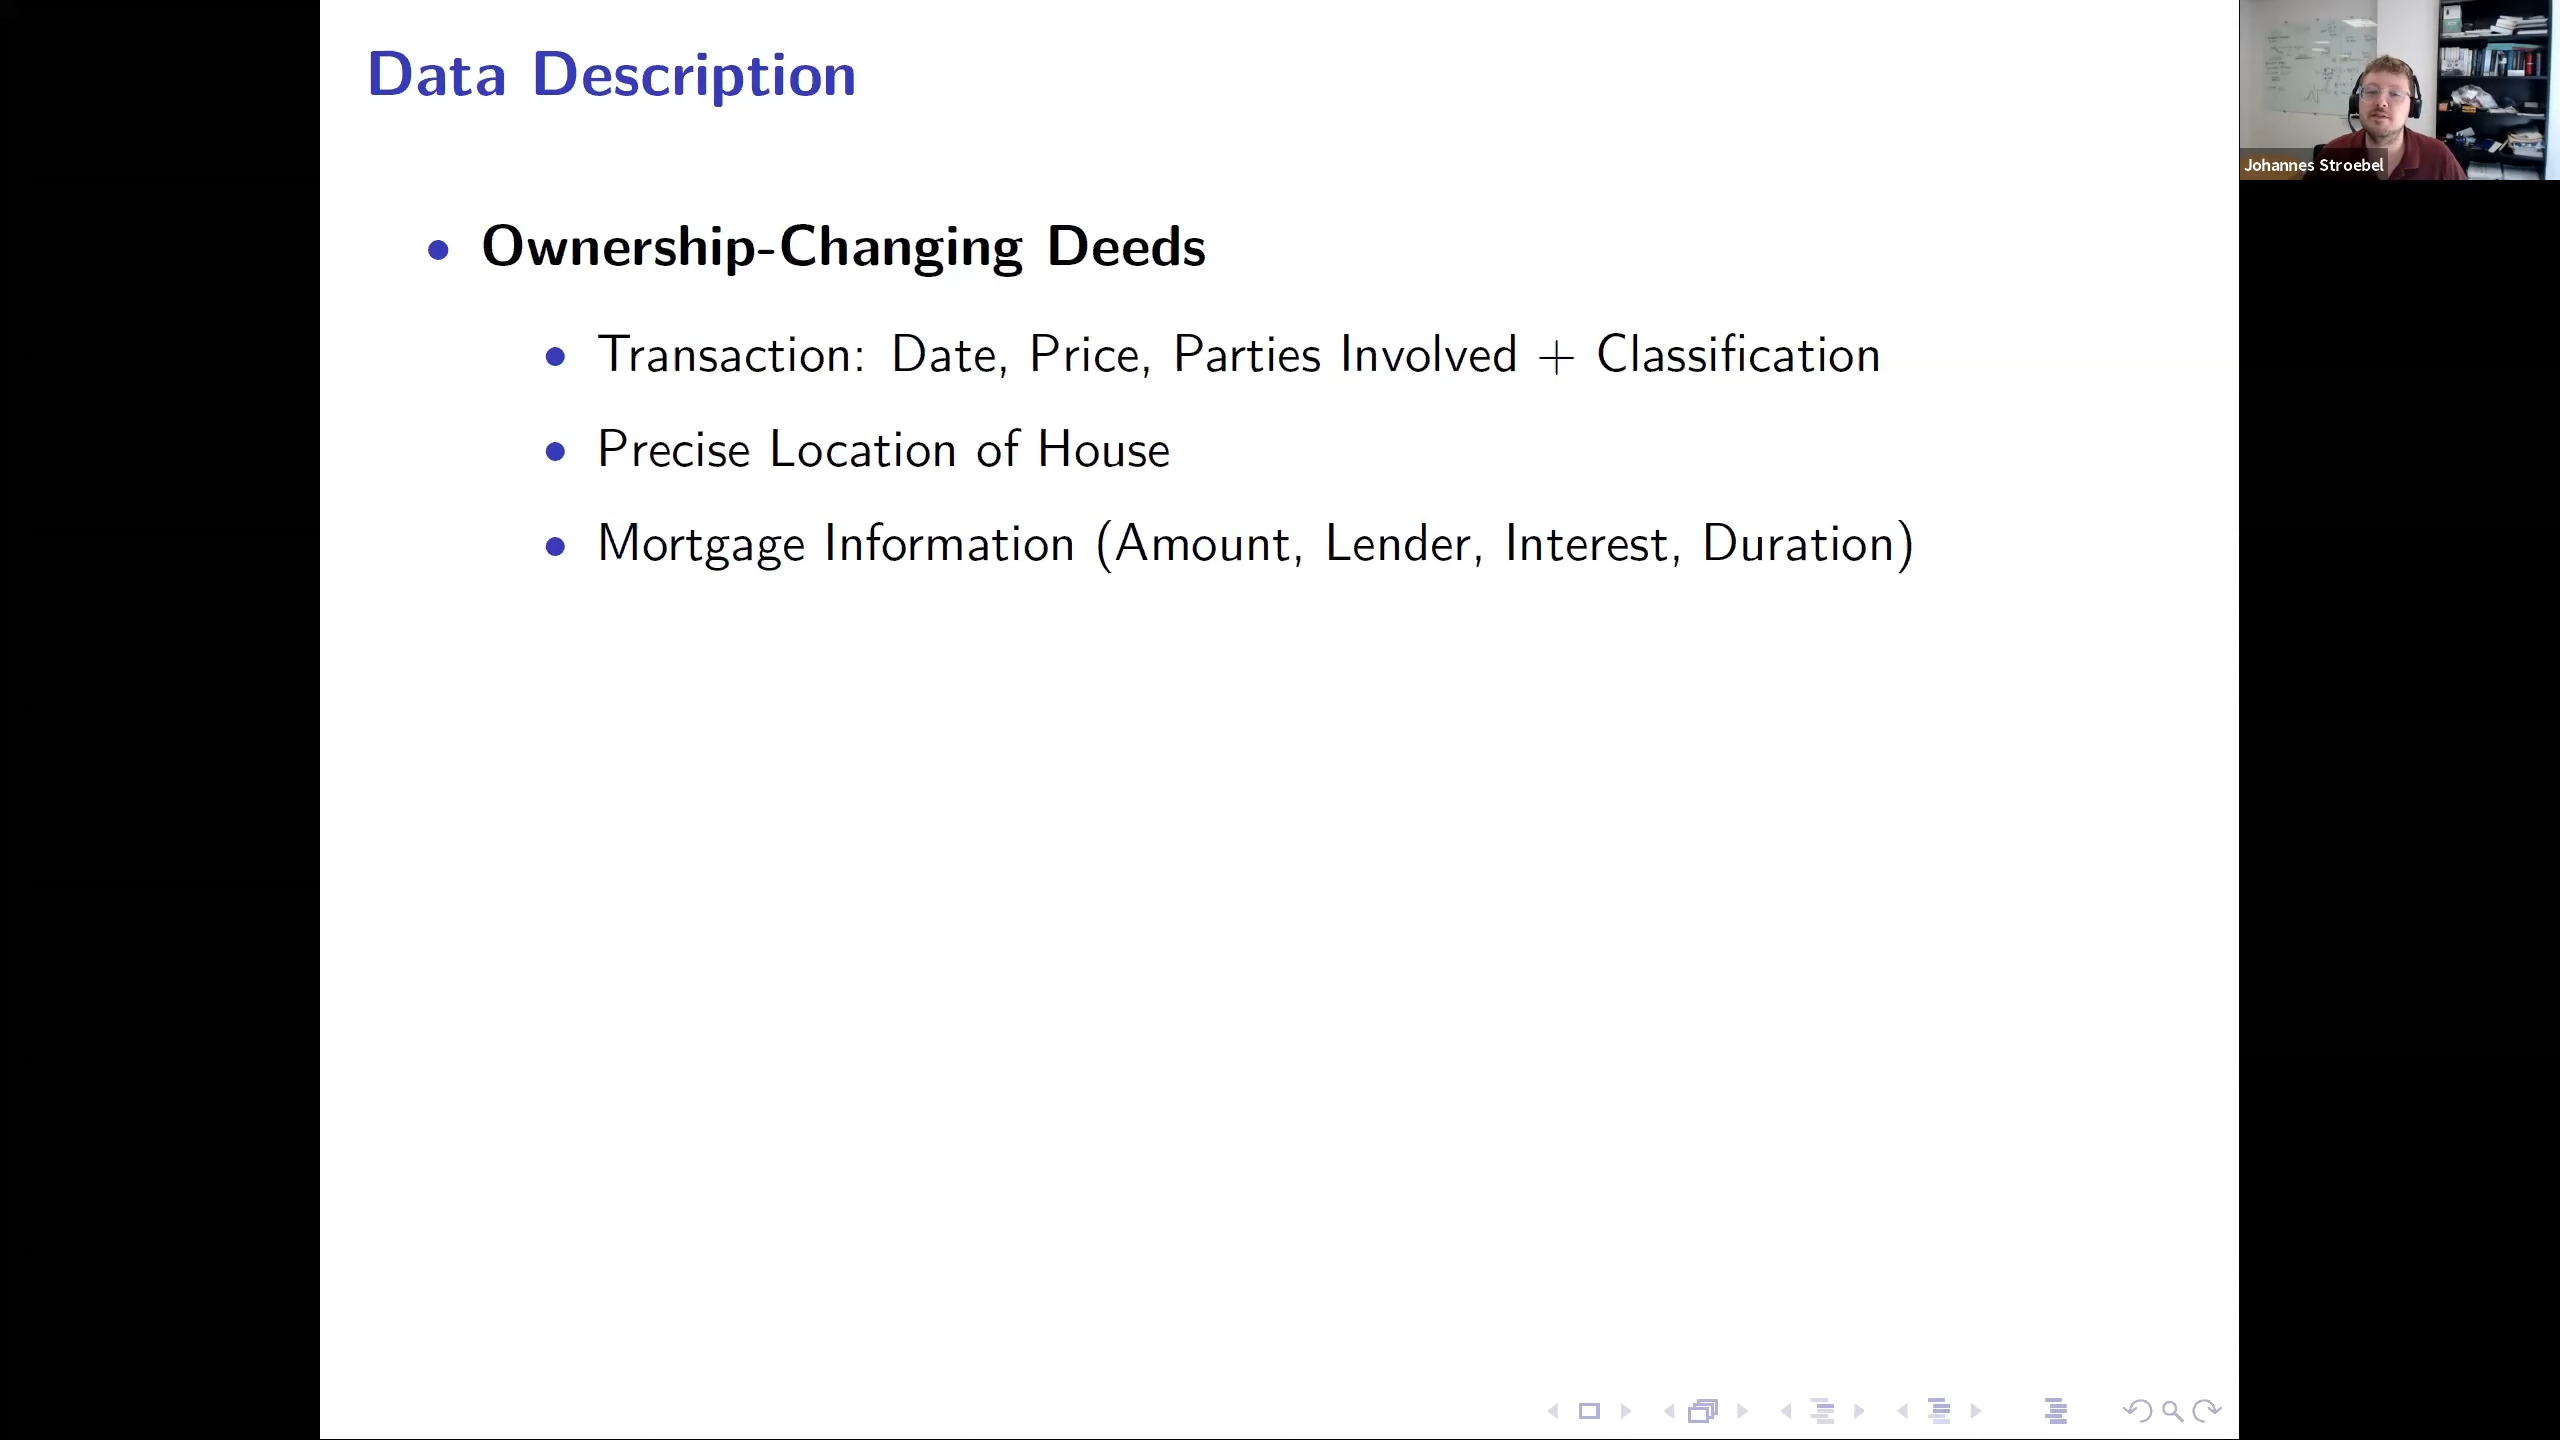 Data Description
Johannes Stroebel
Ownership-Changing Deeds
Transaction: Date, Price, Parties Involved + Classification
Precise Location of House
Mortgage Information (Amount, Lender, Interest, Duration)